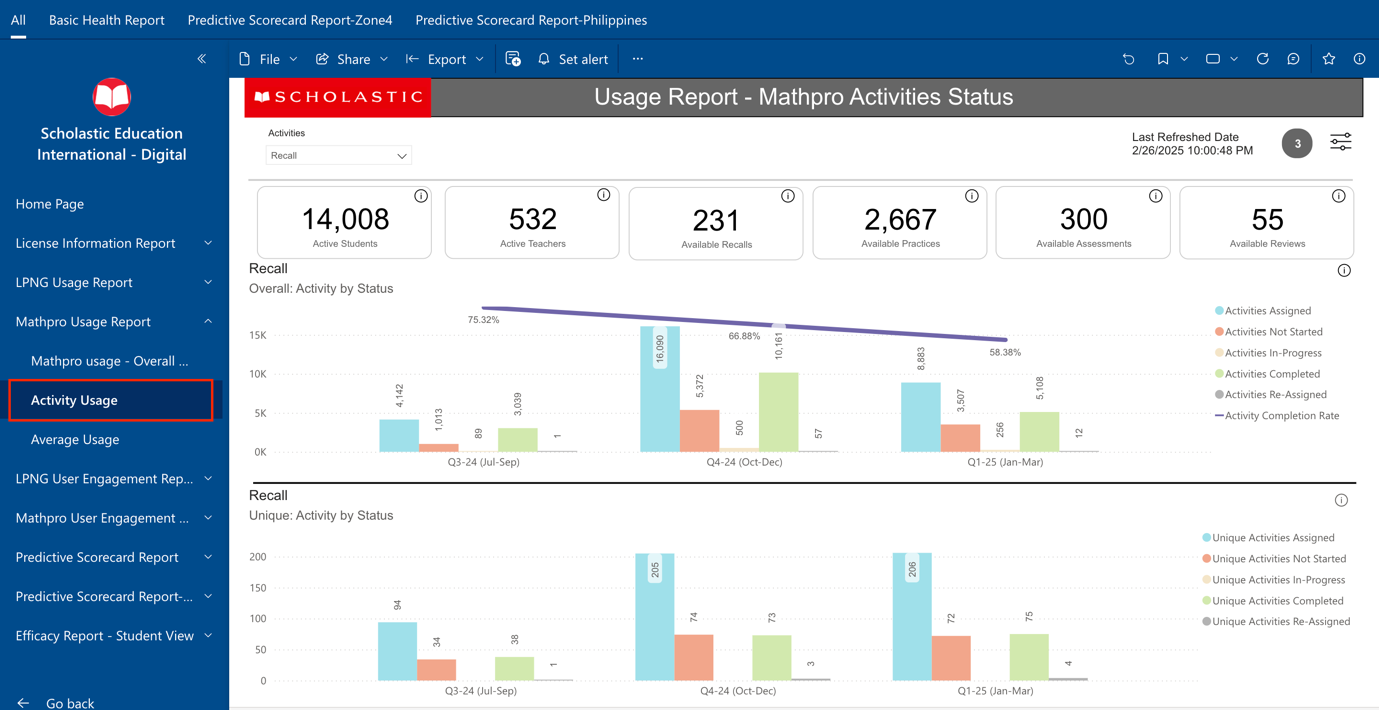 All Basic Health Report Predictive Scorecard Report-Zone4 Predictive Scorecard Report-Philippines
File Share Export Set alert ...
Scholastic Education
International - Digital
Home Page
License Information Report
LPNG Usage Report
Mathpro Usage Report
Mathpro usage - Overall ...
Activity Usage
Average Usage
LPNG User Engagement Rep...
Mathpro User Engagement ...
Predictive Scorecard Report
Predictive Scorecard Report-...
Efficacy Report - Student View
Go back
SCHOLASTIC
Usage Report - Mathpro Activities Status
Activities
Recall
Last Refreshed Date
2/26/2025 10:00:48 PM
3
14,008
Active Students
532
Active Teachers
231
Available Recalls
2,667
Available Practices
300
Available Assessments
55
Available Reviews
Recall
Overall: Activity by Status
15K
10K
5K
0K
75.32%
66.88%
58.38%
4,142
1,013
89
3,039
1
16,090
5,372
500
10,161
57
8,883
3,507
256
5,108
12
Q3-24 (Jul-Sep)
Q4-24 (Oct-Dec)
Q1-25 (Jan-Mar)
Activities Assigned
Activities Not Started
Activities In-Progress
Activities Completed
Activities Re-Assigned
Activity Completion Rate
Recall
Unique: Activity by Status
200
150
100
50
0
94
34
38
1
205
74
73
3
206
72
75
4
Q3-24 (Jul-Sep)
Q4-24 (Oct-Dec)
Q1-25 (Jan-Mar)
Unique Activities Assigned
Unique Activities Not Started
Unique Activities In-Progress
Unique Activities Completed
Unique Activities Re-Assigned